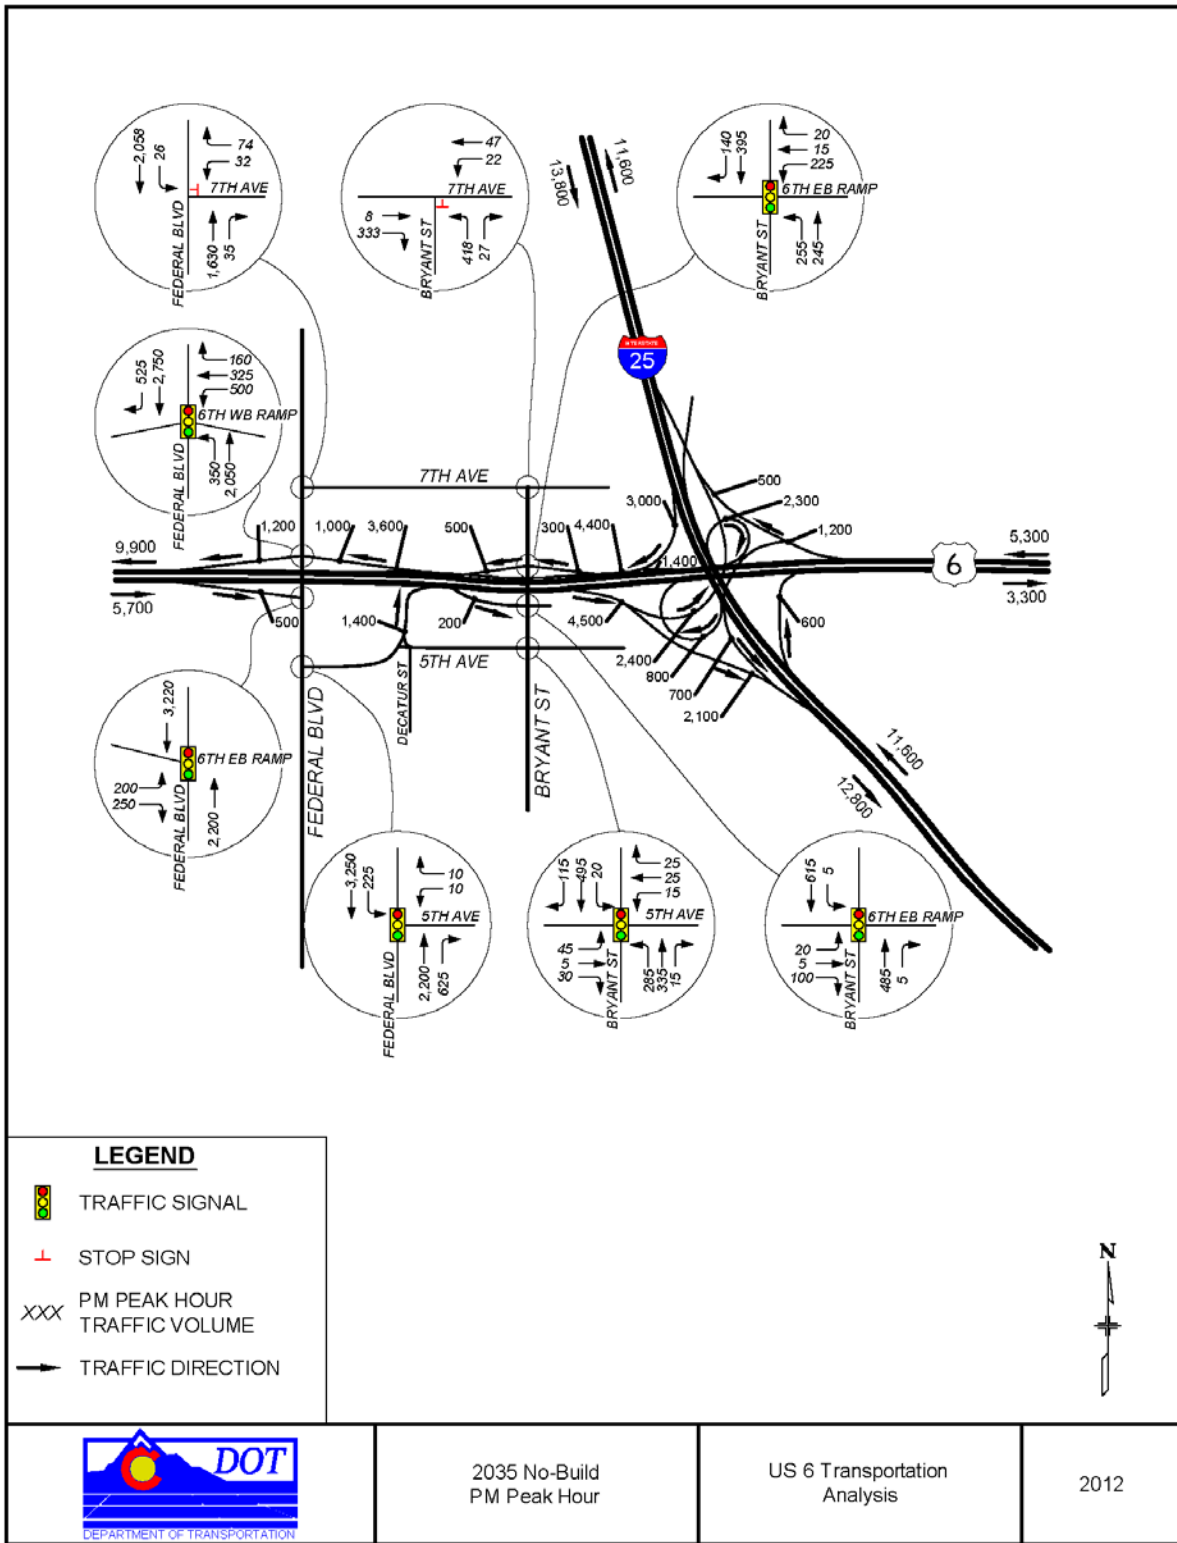 2,058
26
74
32
7TH AVE
FEDERAL BLVD
1,630
35
47
22
7TH AVE
8
333
BRYANT ST
418
27
140
395
20
15
225
6TH EB RAMP
BRYANT ST
255
245
13,800
11,600
INTERSTATE
25
525
2,750
160
325
500
6TH WB RAMP
FEDERAL BLVD
350
2,050
7TH AVE
9,900
1,200
1,000
3,600
500
300
4,400
3,000
1,400
500
2,300
1,200
5,300
6
3,300
5,700
500
1,400
200
4,500
2,400
800
700
2,100
600
5TH AVE
DECATUR ST
FEDERAL BLVD
BRYANT ST
11,600
12,800
3,220
6TH EB RAMP
200
250
FEDERAL BLVD
2,200
3,250
225
10
10
5TH AVE
FEDERAL BLVD
2,200
625
115
495
20
25
25
15
5TH AVE
45
5
30
BRYANT ST
285
335
15
615
5
6TH EB RAMP
20
5
100
BRYANT ST
485
5
LEGEND
TRAFFIC SIGNAL
STOP SIGN
XXX PM PEAK HOUR
TRAFFIC VOLUME
TRAFFIC DIRECTION
N
C DOT
DEPARTMENT OF TRANSPORTATION
2035 No-Build
PM Peak Hour
US 6 Transportation
Analysis
2012